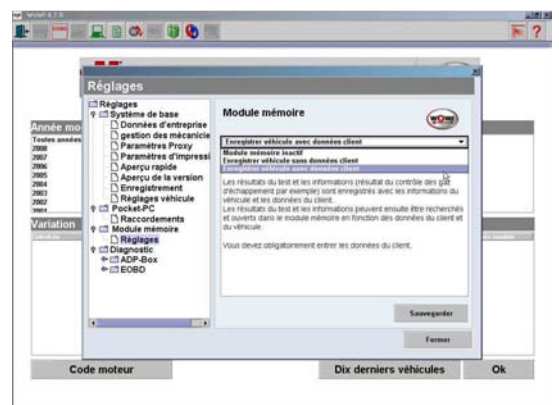 WoW! 4.7.0
?
Réglages
Réglages
Système de base
Données d'entreprise
gestion des mécanicie
Paramètres Proxy
Paramètres d'impressi
Aperçu rapide
Aperçu de la version
Enregistrement
Réglages véhicule
Pocket-PC
Raccordements
Module mémoire
Réglages
Diagnostic
ADP-Box
EOBD
Module mémoire
WOW!
Enregistrer véhicule avec données client
Module mémoire inactif
Enregistrer véhicule sans données client
Enregistrer véhicule avec données client
Les résultats du test et les informations (résultat du contrôle des gaz
d'échappement par exemple) sont enregistrés avec les informations du
véhicule et les données du client.
Les résultats du test et les informations peuvent ensuite être recherchés
et ouverts dans le module mémoire en fonction des données du client et
du véhicule.
Vous devez obligatoirement entrer les données du client.
Sauvegarder
Fermer
Année mo
Toutes années
2008
2007
2006
2005
2004
2003
2002
2001
Variation
Code moteur
Dix derniers véhicules
Ok